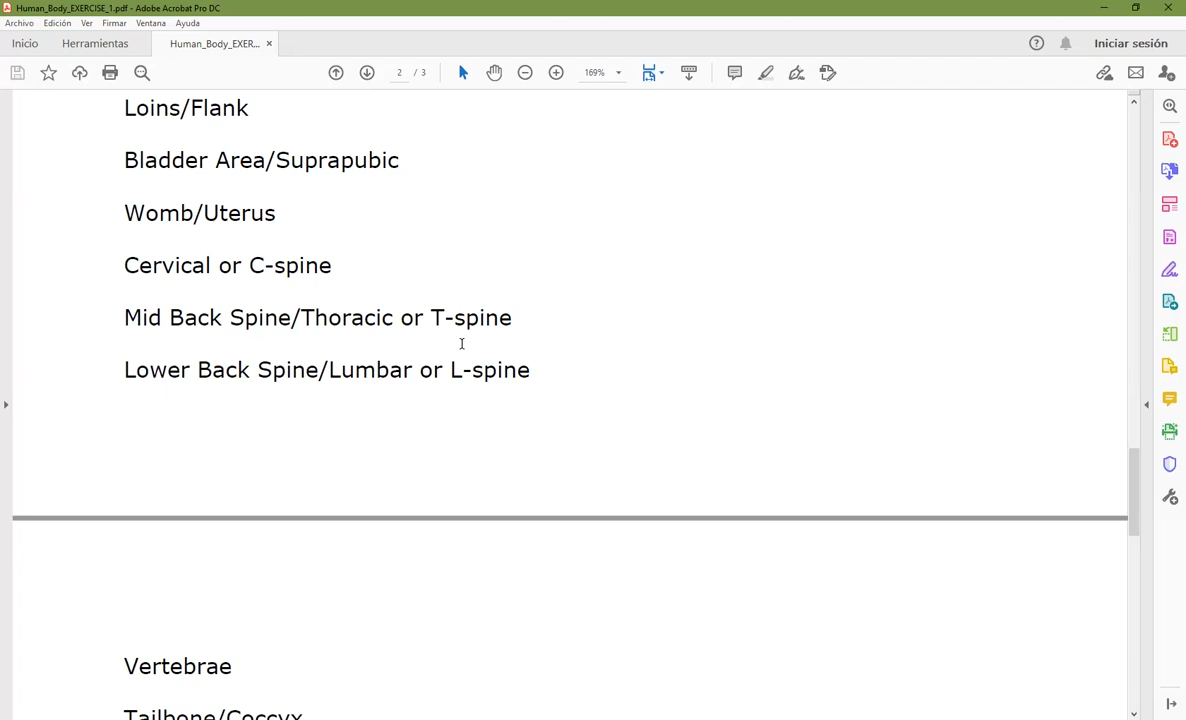 Human_Body_EXERCISE_1.pdf - Adobe Acrobat Pro DC
Archivo Edición Ver Firmar Ventana Ayuda
Inicio Herramientas Human_Body_EXER... × Iniciar sesión
2 / 3 169%
Loins/Flank
Bladder Area/Suprapubic
Womb/Uterus
Cervical or C-spine
Mid Back Spine/Thoracic or T-spine
Lower Back Spine/Lumbar or L-spine
Vertebrae
Tailbone/Coccyx